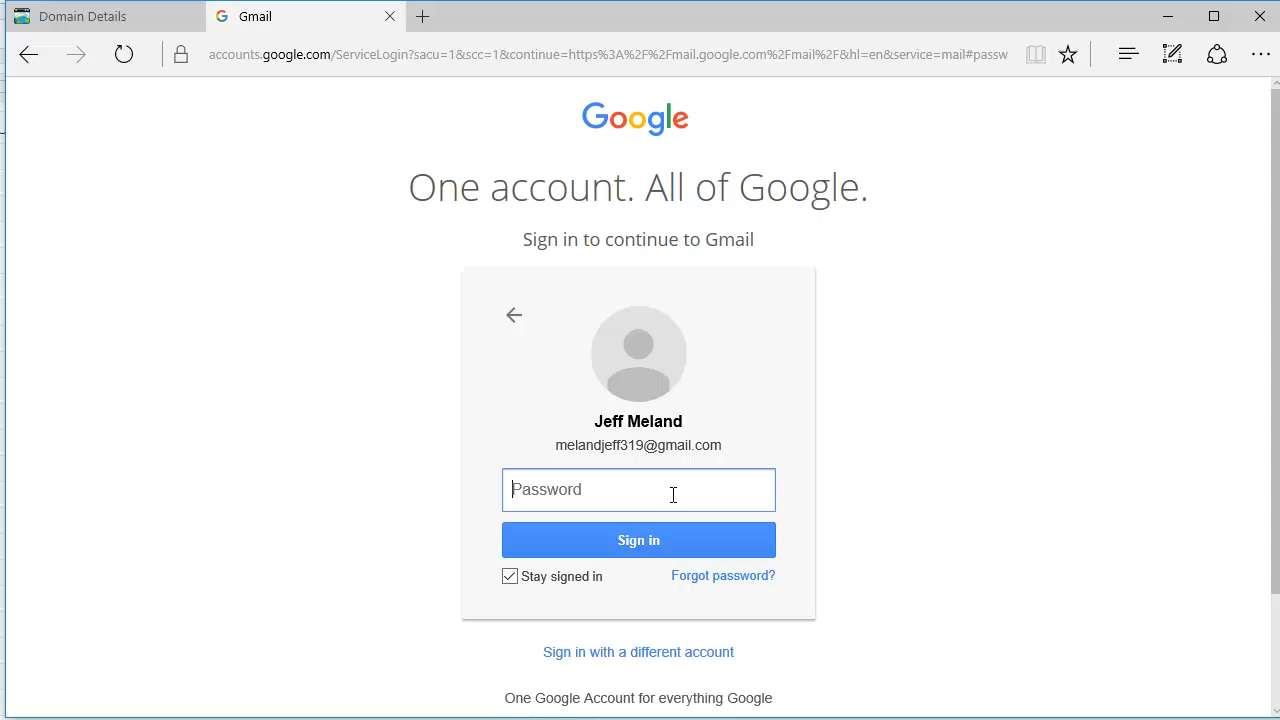 Domain Details
Gmail
accounts.google.com/ServiceLogin?sacu=1&scc=1&continue=https%3A%2F%2Fmail.google.com%2Fmail%2F&hl=en&service=mail#passw
Google
One account. All of Google.
Sign in to continue to Gmail
Jeff Meland
melandjeff319@gmail.com
Password
Sign in
Stay signed in
Forgot password?
Sign in with a different account
One Google Account for everything Google